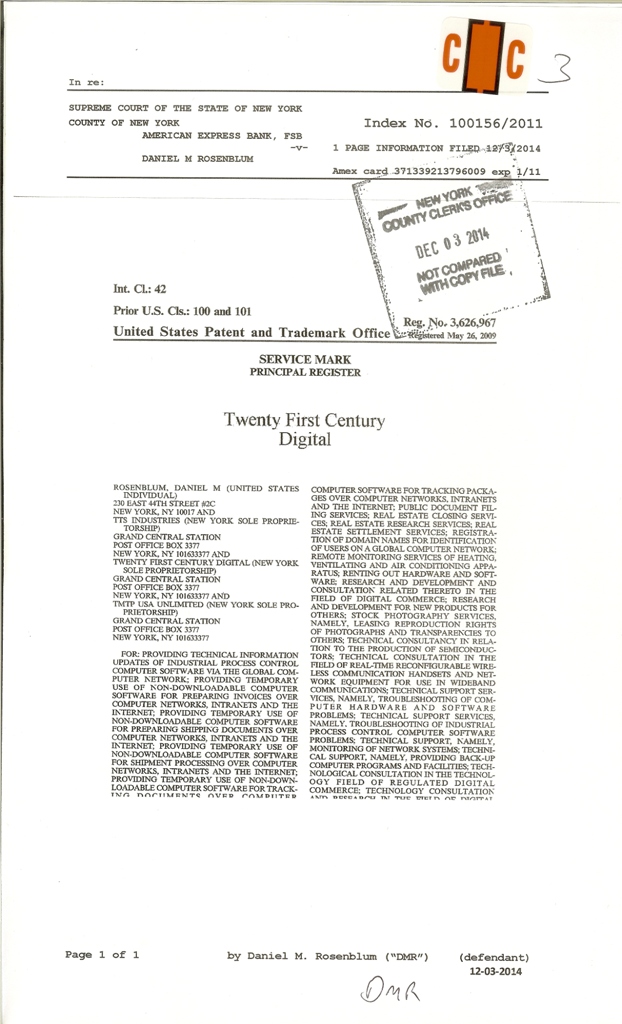 C C 3
In re:
SUPREME COURT OF THE STATE OF NEW YORK
COUNTY OF NEW YORK
Index No. 100156/2011
AMERICAN EXPRESS BANK, FSB
-v-
1 PAGE INFORMATION FILED 12/3/2014
DANIEL M ROSENBLUM
Amex card 371339213796009 exp 1/11
NEW YORK
COUNTY CLERK'S OFFICE
DEC 03 2014
NOT COMPARED
WITH COPY FILE
Int. Cl.: 42
Prior U.S. Cls.: 100 and 101
Reg. No. 3,626,967
United States Patent and Trademark Office
Registered May 26, 2009
SERVICE MARK
PRINCIPAL REGISTER
Twenty First Century
Digital
ROSENBLUM, DANIEL M (UNITED STATES
INDIVIDUAL)
230 EAST 44TH STREET #2C
NEW YORK, NY 10017 AND
TTS INDUSTRIES (NEW YORK SOLE PROPRIE-
TORSHIP)
GRAND CENTRAL STATION
POST OFFICE BOX 3377
NEW YORK, NY 101633377 AND
TWENTY FIRST CENTURY DIGITAL (NEW YORK
SOLE PROPRIETORSHIP)
GRAND CENTRAL STATION
POST OFFICE BOX 3377
NEW YORK, NY 101633377 AND
TMTP USA UNLIMITED (NEW YORK SOLE PRO-
PRIETORSHIP)
GRAND CENTRAL STATION
POST OFFICE BOX 3377
NEW YORK, NY 101633377
FOR: PROVIDING TECHNICAL INFORMATION
UPDATES OF INDUSTRIAL PROCESS CONTROL
COMPUTER SOFTWARE VIA THE GLOBAL COM-
PUTER NETWORK; PROVIDING TEMPORARY
USE OF NON-DOWNLOADABLE COMPUTER
SOFTWARE FOR PREPARING INVOICES OVER
COMPUTER NETWORKS, INTRANETS AND THE
INTERNET; PROVIDING TEMPORARY USE OF
NON-DOWNLOADABLE COMPUTER SOFTWARE
FOR PREPARING SHIPPING DOCUMENTS OVER
COMPUTER NETWORKS, INTRANETS AND THE
INTERNET; PROVIDING TEMPORARY USE OF
NON-DOWNLOADABLE COMPUTER SOFTWARE
FOR SHIPMENT PROCESSING OVER COMPUTER
NETWORKS, INTRANETS AND THE INTERNET;
PROVIDING TEMPORARY USE OF NON-DOWN-
LOADABLE COMPUTER SOFTWARE FOR TRACK-
ING DOCUMENTS OVER COMPUTER
COMPUTER SOFTWARE FOR TRACKING PACKA-
GES OVER COMPUTER NETWORKS, INTRANETS
AND THE INTERNET; PUBLIC DOCUMENT FIL-
ING SERVICES; REAL ESTATE CLOSING SERVI-
CES; REAL ESTATE RESEARCH SERVICES; REAL
ESTATE SETTLEMENT SERVICES; REGISTRA-
TION OF DOMAIN NAMES FOR IDENTIFICATION
OF USERS ON A GLOBAL COMPUTER NETWORK;
REMOTE MONITORING SERVICES OF HEATING,
VENTILATING AND AIR CONDITIONING APPA-
RATUS; RENTING OUT HARDWARE AND SOFT-
WARE; RESEARCH AND DEVELOPMENT AND
CONSULTATION RELATED THERETO IN THE
FIELD OF DIGITAL COMMERCE; RESEARCH
AND DEVELOPMENT FOR NEW PRODUCTS FOR
OTHERS; STOCK PHOTOGRAPHY SERVICES,
NAMELY, LEASING REPRODUCTION RIGHTS
OF PHOTOGRAPHS AND TRANSPARENCIES TO
OTHERS; TECHNICAL CONSULTANCY IN RELA-
TION TO THE PRODUCTION OF SEMICONDUC-
TORS; TECHNICAL CONSULTATION IN THE
FIELD OF REAL-TIME RECONFIGURABLE WIRE-
LESS COMMUNICATION HANDSETS AND NET-
WORK EQUIPMENT FOR USE IN WIDEBAND
COMMUNICATIONS; TECHNICAL SUPPORT SER-
VICES, NAMELY, TROUBLESHOOTING OF COM-
PUTER HARDWARE AND SOFTWARE
PROBLEMS; TECHNICAL SUPPORT SERVICES,
NAMELY, TROUBLESHOOTING OF INDUSTRIAL
PROCESS CONTROL COMPUTER SOFTWARE
PROBLEMS; TECHNICAL SUPPORT, NAMELY,
MONITORING OF NETWORK SYSTEMS; TECHNI-
CAL SUPPORT, NAMELY, PROVIDING BACK-UP
COMPUTER PROGRAMS AND FACILITIES; TECH-
NOLOGICAL CONSULTATION IN THE TECHNOL-
OGY FIELD OF REGULATED DIGITAL
COMMERCE; TECHNOLOGY CONSULTATION
AND RESEARCH IN THE FIELD OF DIGITAL
Page 1 of 1 by Daniel M. Rosenblum ("DMR") (defendant)
12-03-2014
DMR